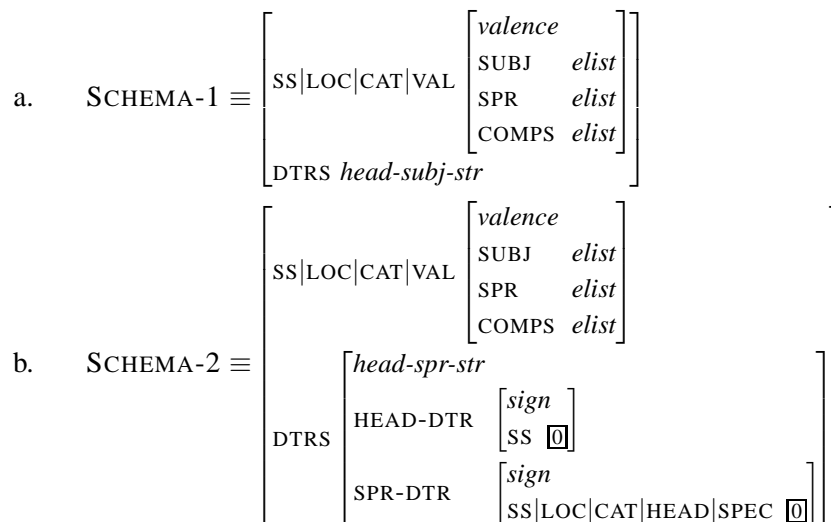 valence
SUBJ elist
a. SCHEMA-1 ≡ SS|LOC|CAT|VAL
SPR elist
COMPS elist
DTRS head-subj-str
valence
SUBJ elist
SS|LOC|CAT|VAL
SPR elist
COMPS elist
b. SCHEMA-2 ≡
head-spr-str
sign
HEAD-DTR
SS 0
DTRS
sign
SPR-DTR
SS|LOC|CAT|HEAD|SPEC 0